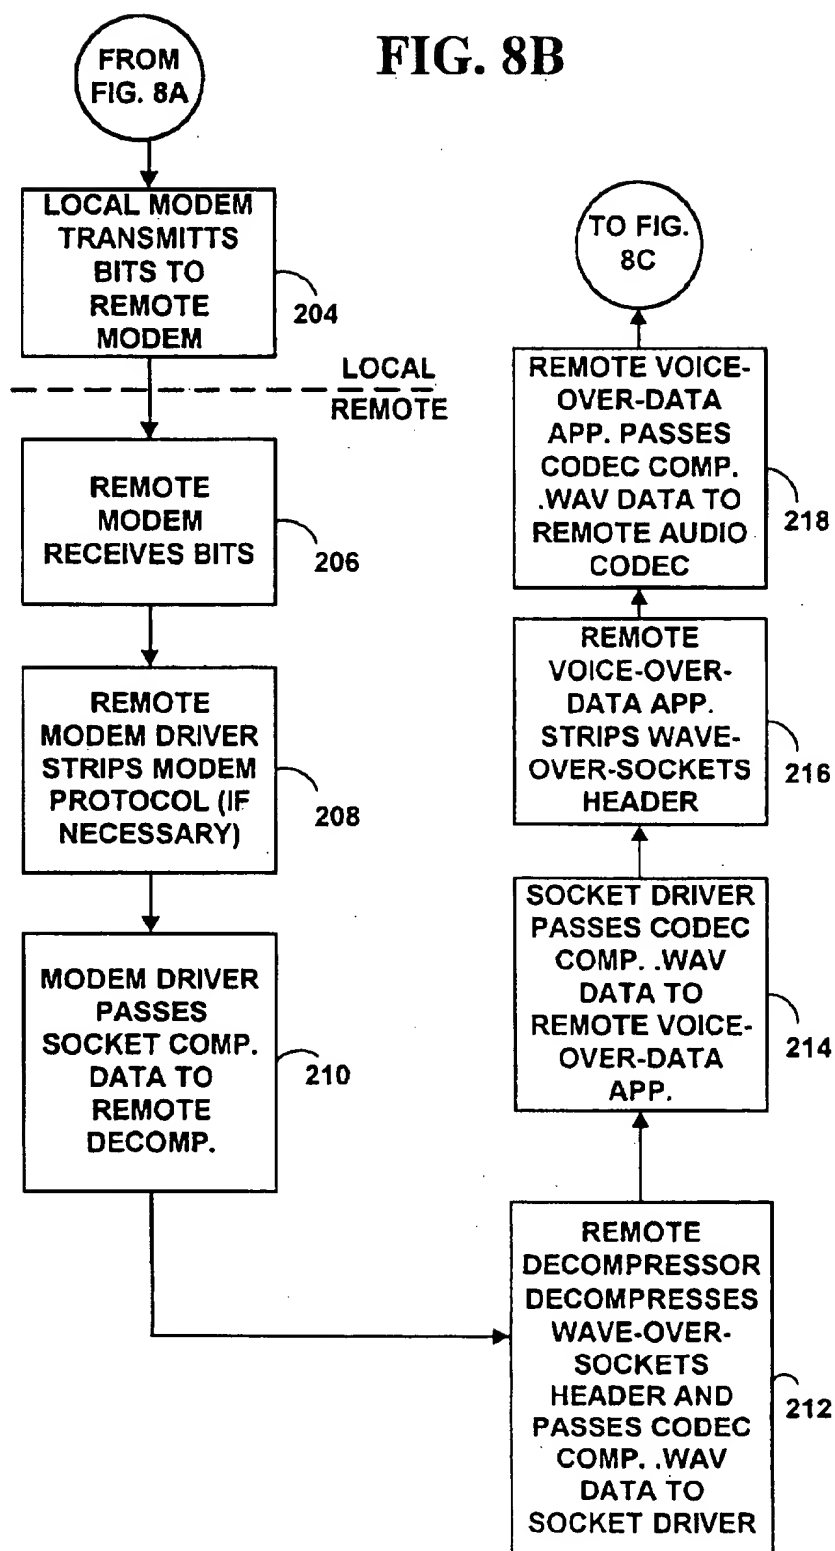 FIG. 8B
FROM
FIG. 8A
LOCAL MODEM
TRANSMITTS
BITS TO
REMOTE
MODEM
204
LOCAL
REMOTE
REMOTE
MODEM
RECEIVES BITS
206
REMOTE
MODEM DRIVER
STRIPS MODEM
PROTOCOL (IF
NECESSARY)
208
MODEM DRIVER
PASSES
SOCKET COMP.
DATA TO
REMOTE
DECOMP.
210
REMOTE
DECOMPRESSOR
DECOMPRESSES
WAVE-OVER-
SOCKETS
HEADER AND
PASSES CODEC
COMP. .WAV
DATA TO
SOCKET DRIVER
212
SOCKET DRIVER
PASSES CODEC
COMP. .WAV
DATA TO
REMOTE VOICE-
OVER-DATA
APP.
214
REMOTE
VOICE-OVER-
DATA APP.
STRIPS WAVE-
OVER-SOCKETS
HEADER
216
REMOTE VOICE-
OVER-DATA
APP. PASSES
CODEC COMP.
.WAV DATA TO
REMOTE AUDIO
CODEC
218
TO FIG.
8C